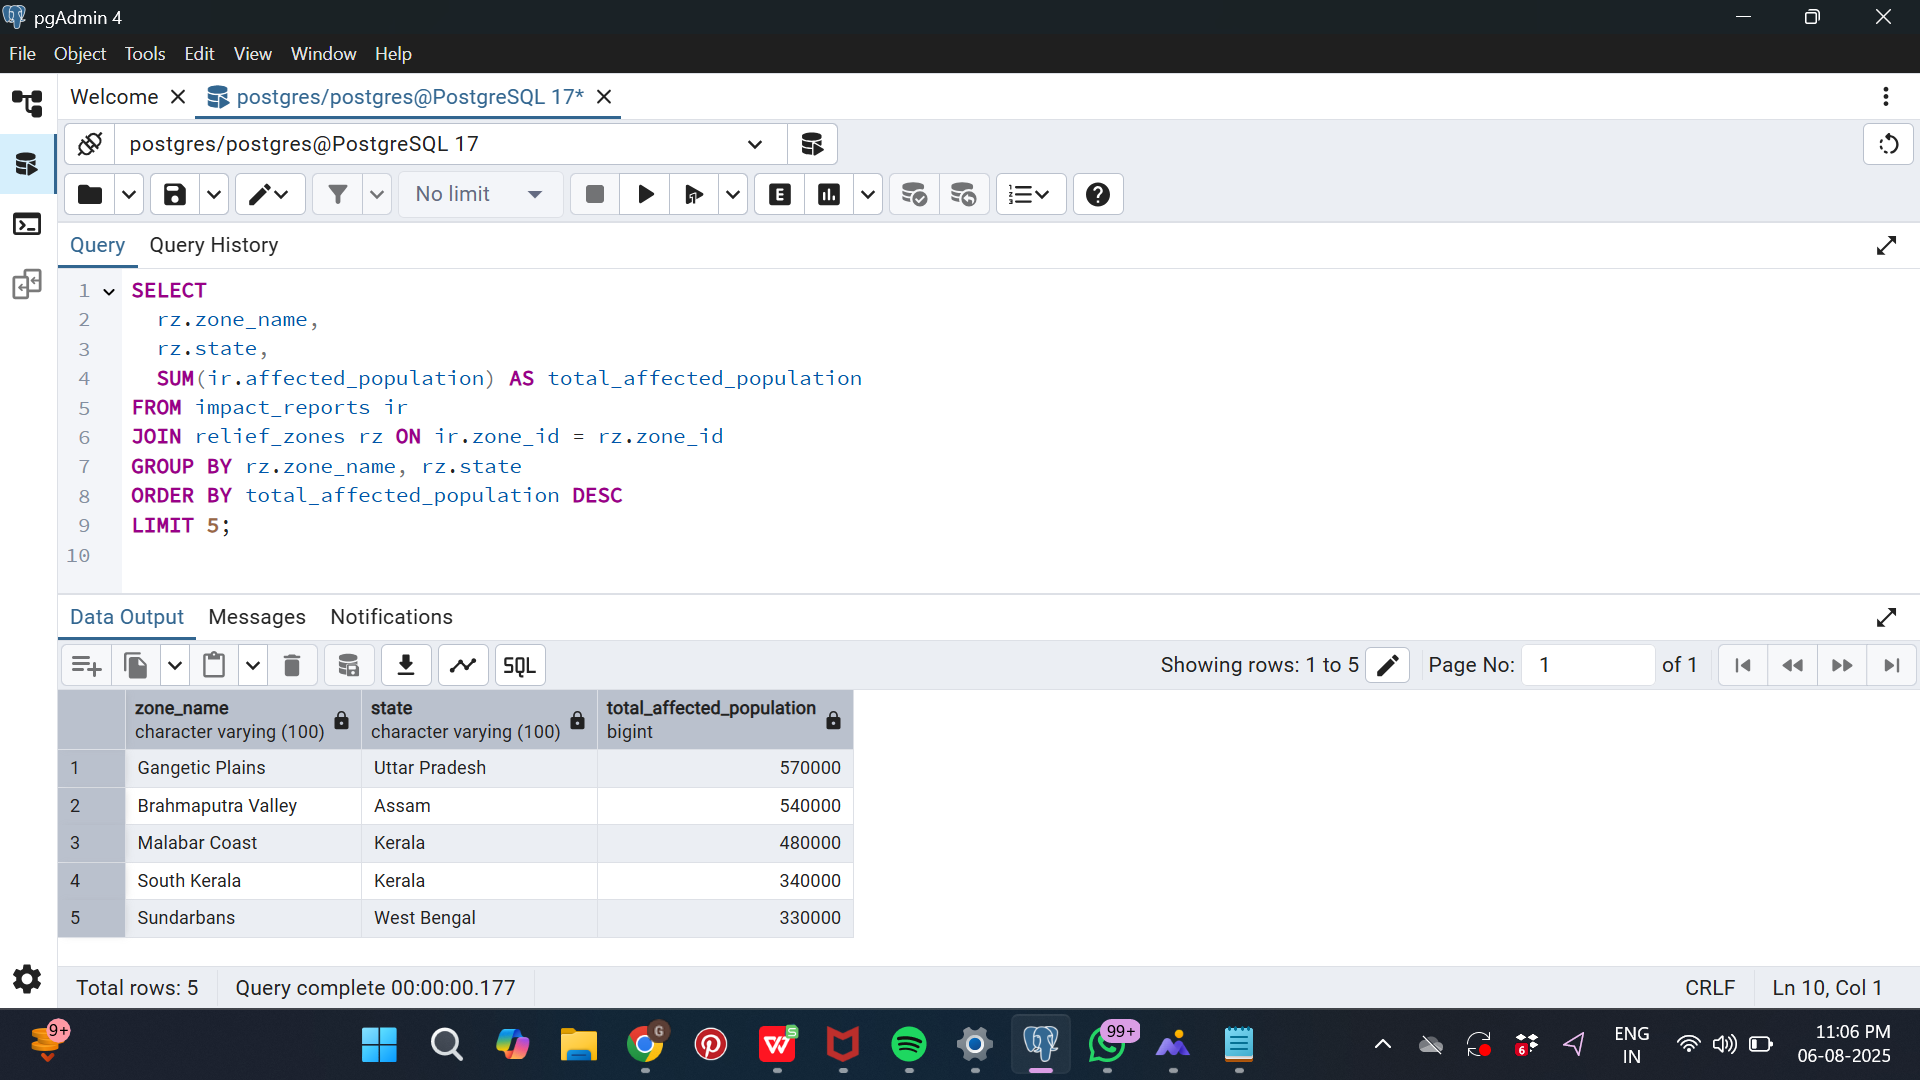 pgAdmin 4
File Object Tools Edit View Window Help
Welcome postgres/postgres@PostgreSQL 17*
postgres/postgres@PostgreSQL 17
No limit
E
Query Query History
1 SELECT
2 rz.zone_name,
3 rz.state,
4 SUM(ir.affected_population) AS total_affected_population
5 FROM impact_reports ir
6 JOIN relief_zones rz ON ir.zone_id = rz.zone_id
7 GROUP BY rz.zone_name, rz.state
8 ORDER BY total_affected_population DESC
9 LIMIT 5;
10
Data Output Messages Notifications
SQL Showing rows: 1 to 5 Page No: 1 of 1
zone_name state total_affected_population
character varying (100) character varying (100) bigint
1 Gangetic Plains Uttar Pradesh 570000
2 Brahmaputra Valley Assam 540000
3 Malabar Coast Kerala 480000
4 South Kerala Kerala 340000
5 Sundarbans West Bengal 330000
Total rows: 5 Query complete 00:00:00.177 CRLF Ln 10, Col 1
9+ G W S 99+ 6 ENG 11:06 PM
IN 06-08-2025